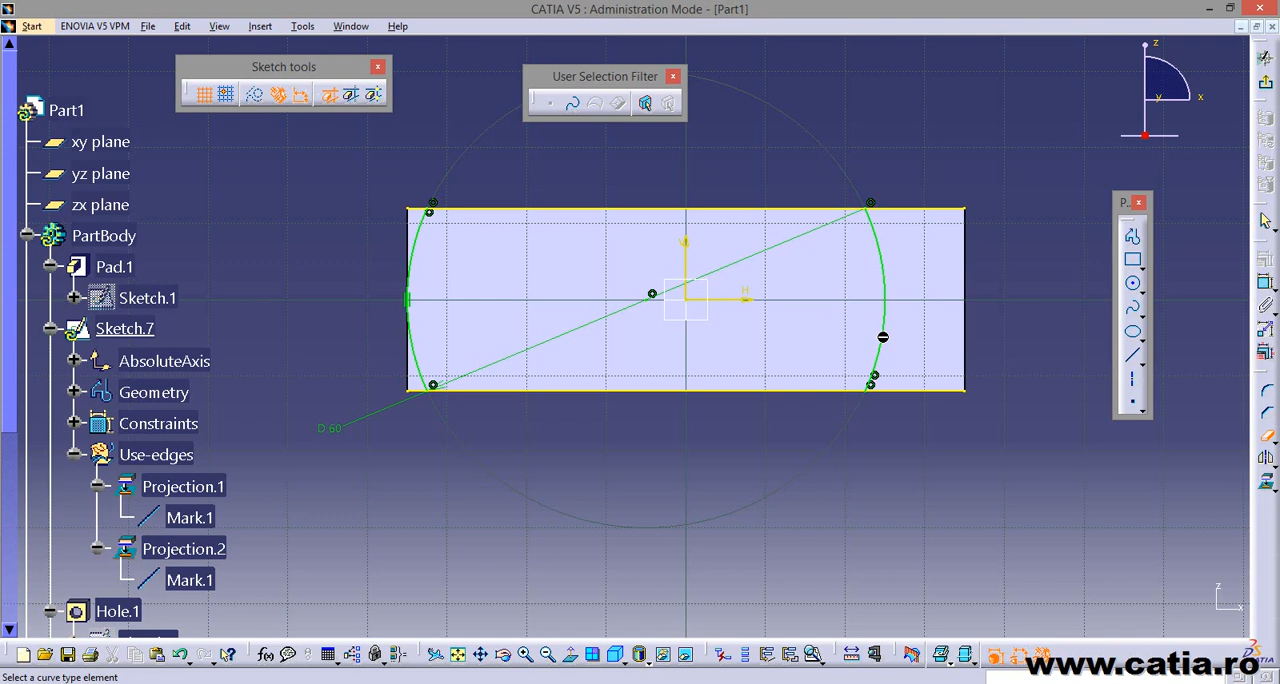 CATIA V5 : Administration Mode - [Part1]
Start ENOVIA V5 VPM File Edit View Insert Tools Window Help
Sketch tools
User Selection Filter
P..
Part1
xy plane
yz plane
zx plane
PartBody
Pad.1
Sketch.1
Sketch.7
AbsoluteAxis
Geometry
Constraints
Use-edges
Projection.1
Mark.1
Projection.2
Mark.1
Hole.1
z
y
x
V
H
D 60
z
x
f(x)
CATIA
www.catia.ro
Select a curve type element